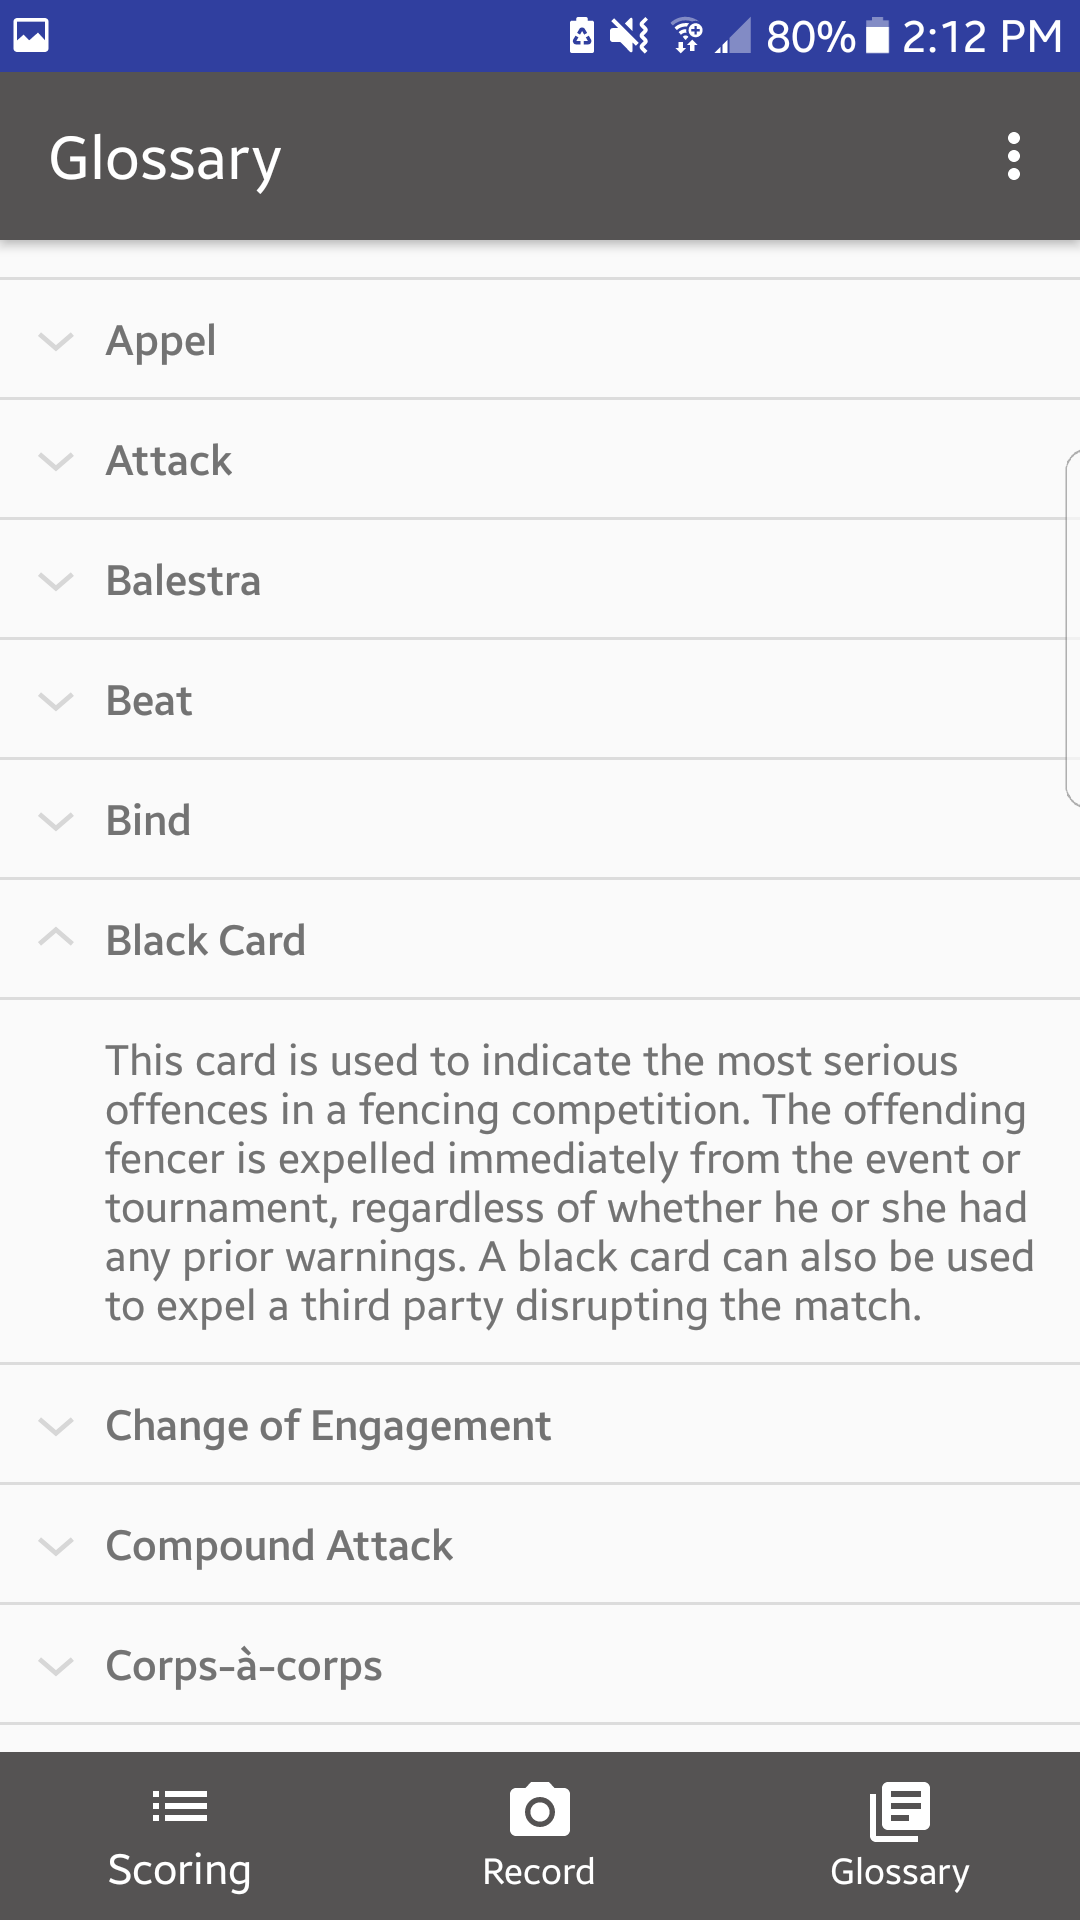 80% 2:12 PM
Glossary
Appel
Attack
Balestra
Beat
Bind
Black Card
This card is used to indicate the most serious
offences in a fencing competition. The offending
fencer is expelled immediately from the event or
tournament, regardless of whether he or she had
any prior warnings. A black card can also be used
to expel a third party disrupting the match.
Change of Engagement
Compound Attack
Corps-à-corps
Scoring Record Glossary